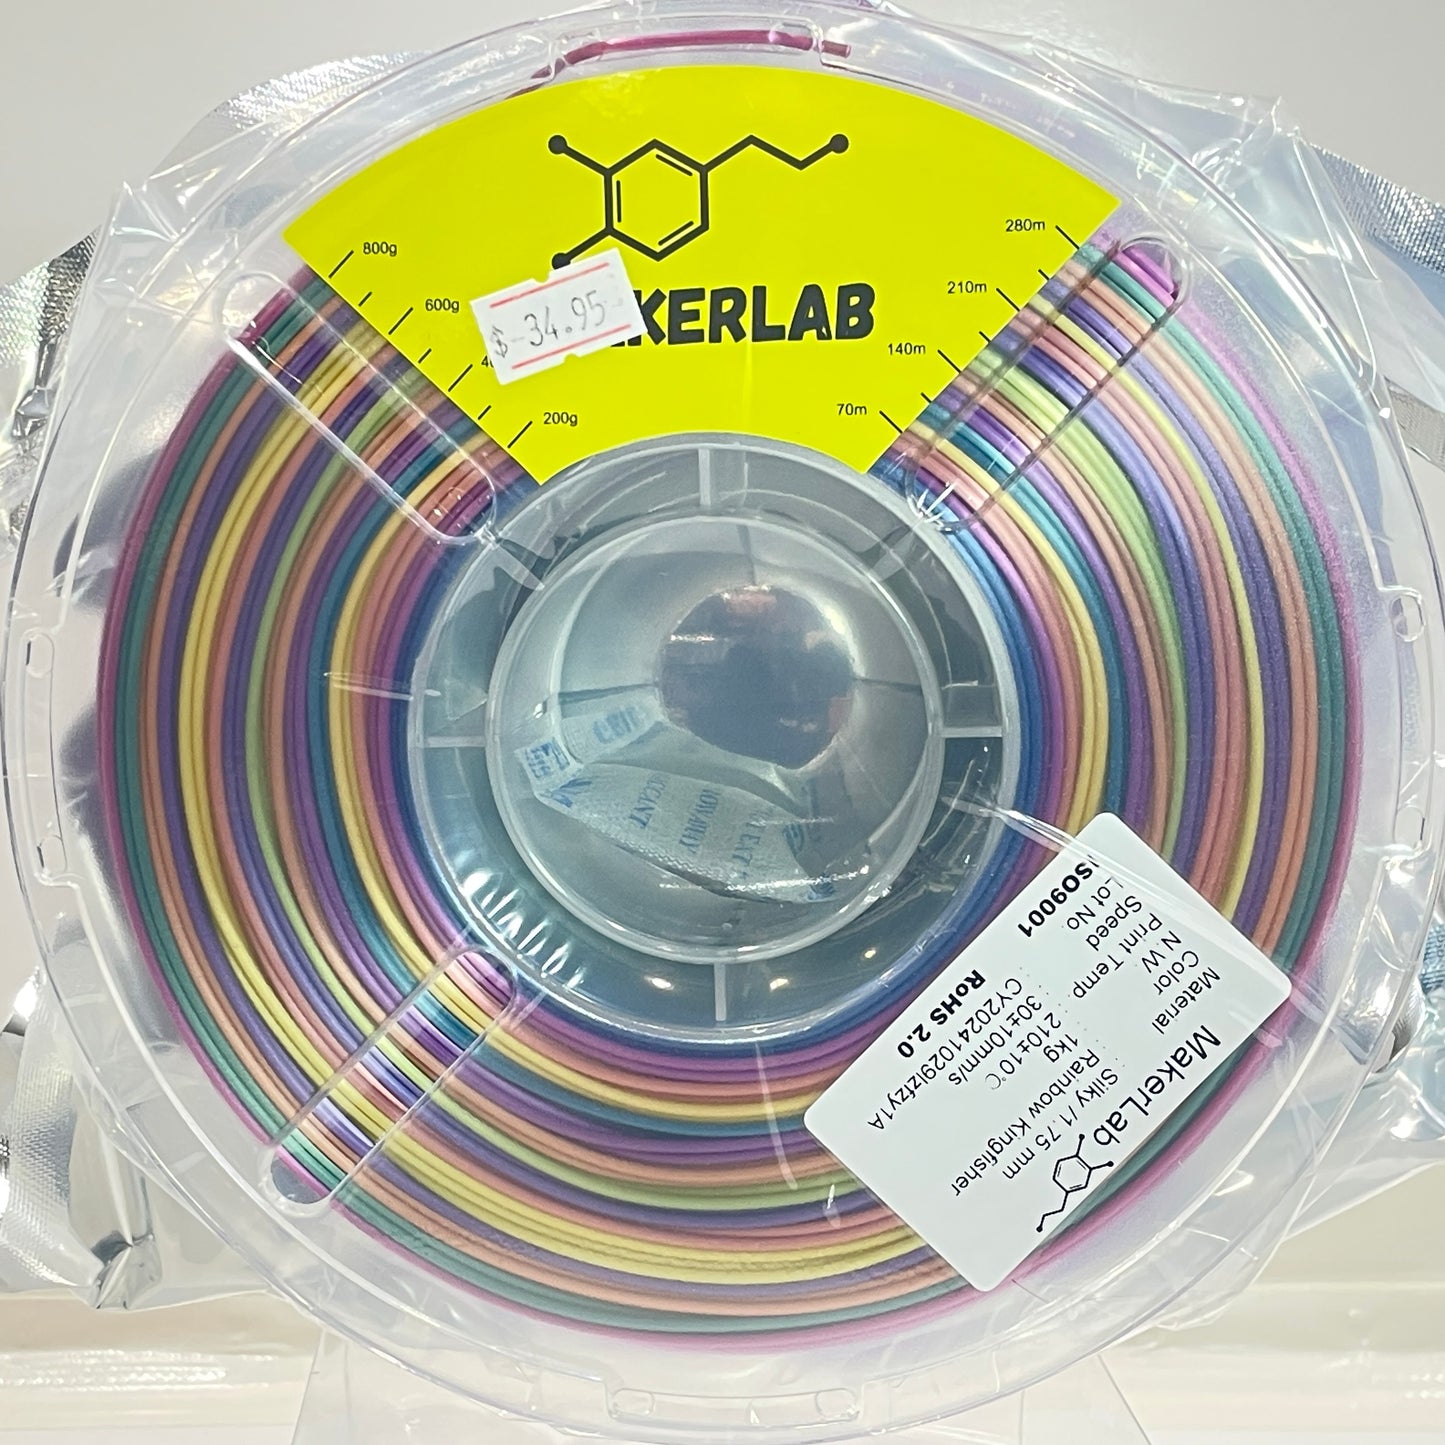 800g
600g
200g
280m
210m
140m
70m
$-34.95
KERLAB
MakerLab
Material : Silky / 1.75 mm
Color : Rainbow Kingfisher
N.W : 1kg
Print Temp : 210±10℃
Speed : 30±10mm/s
Lot No. : CY20241029lzfzy1A
ISO9001 RoHS 2.0